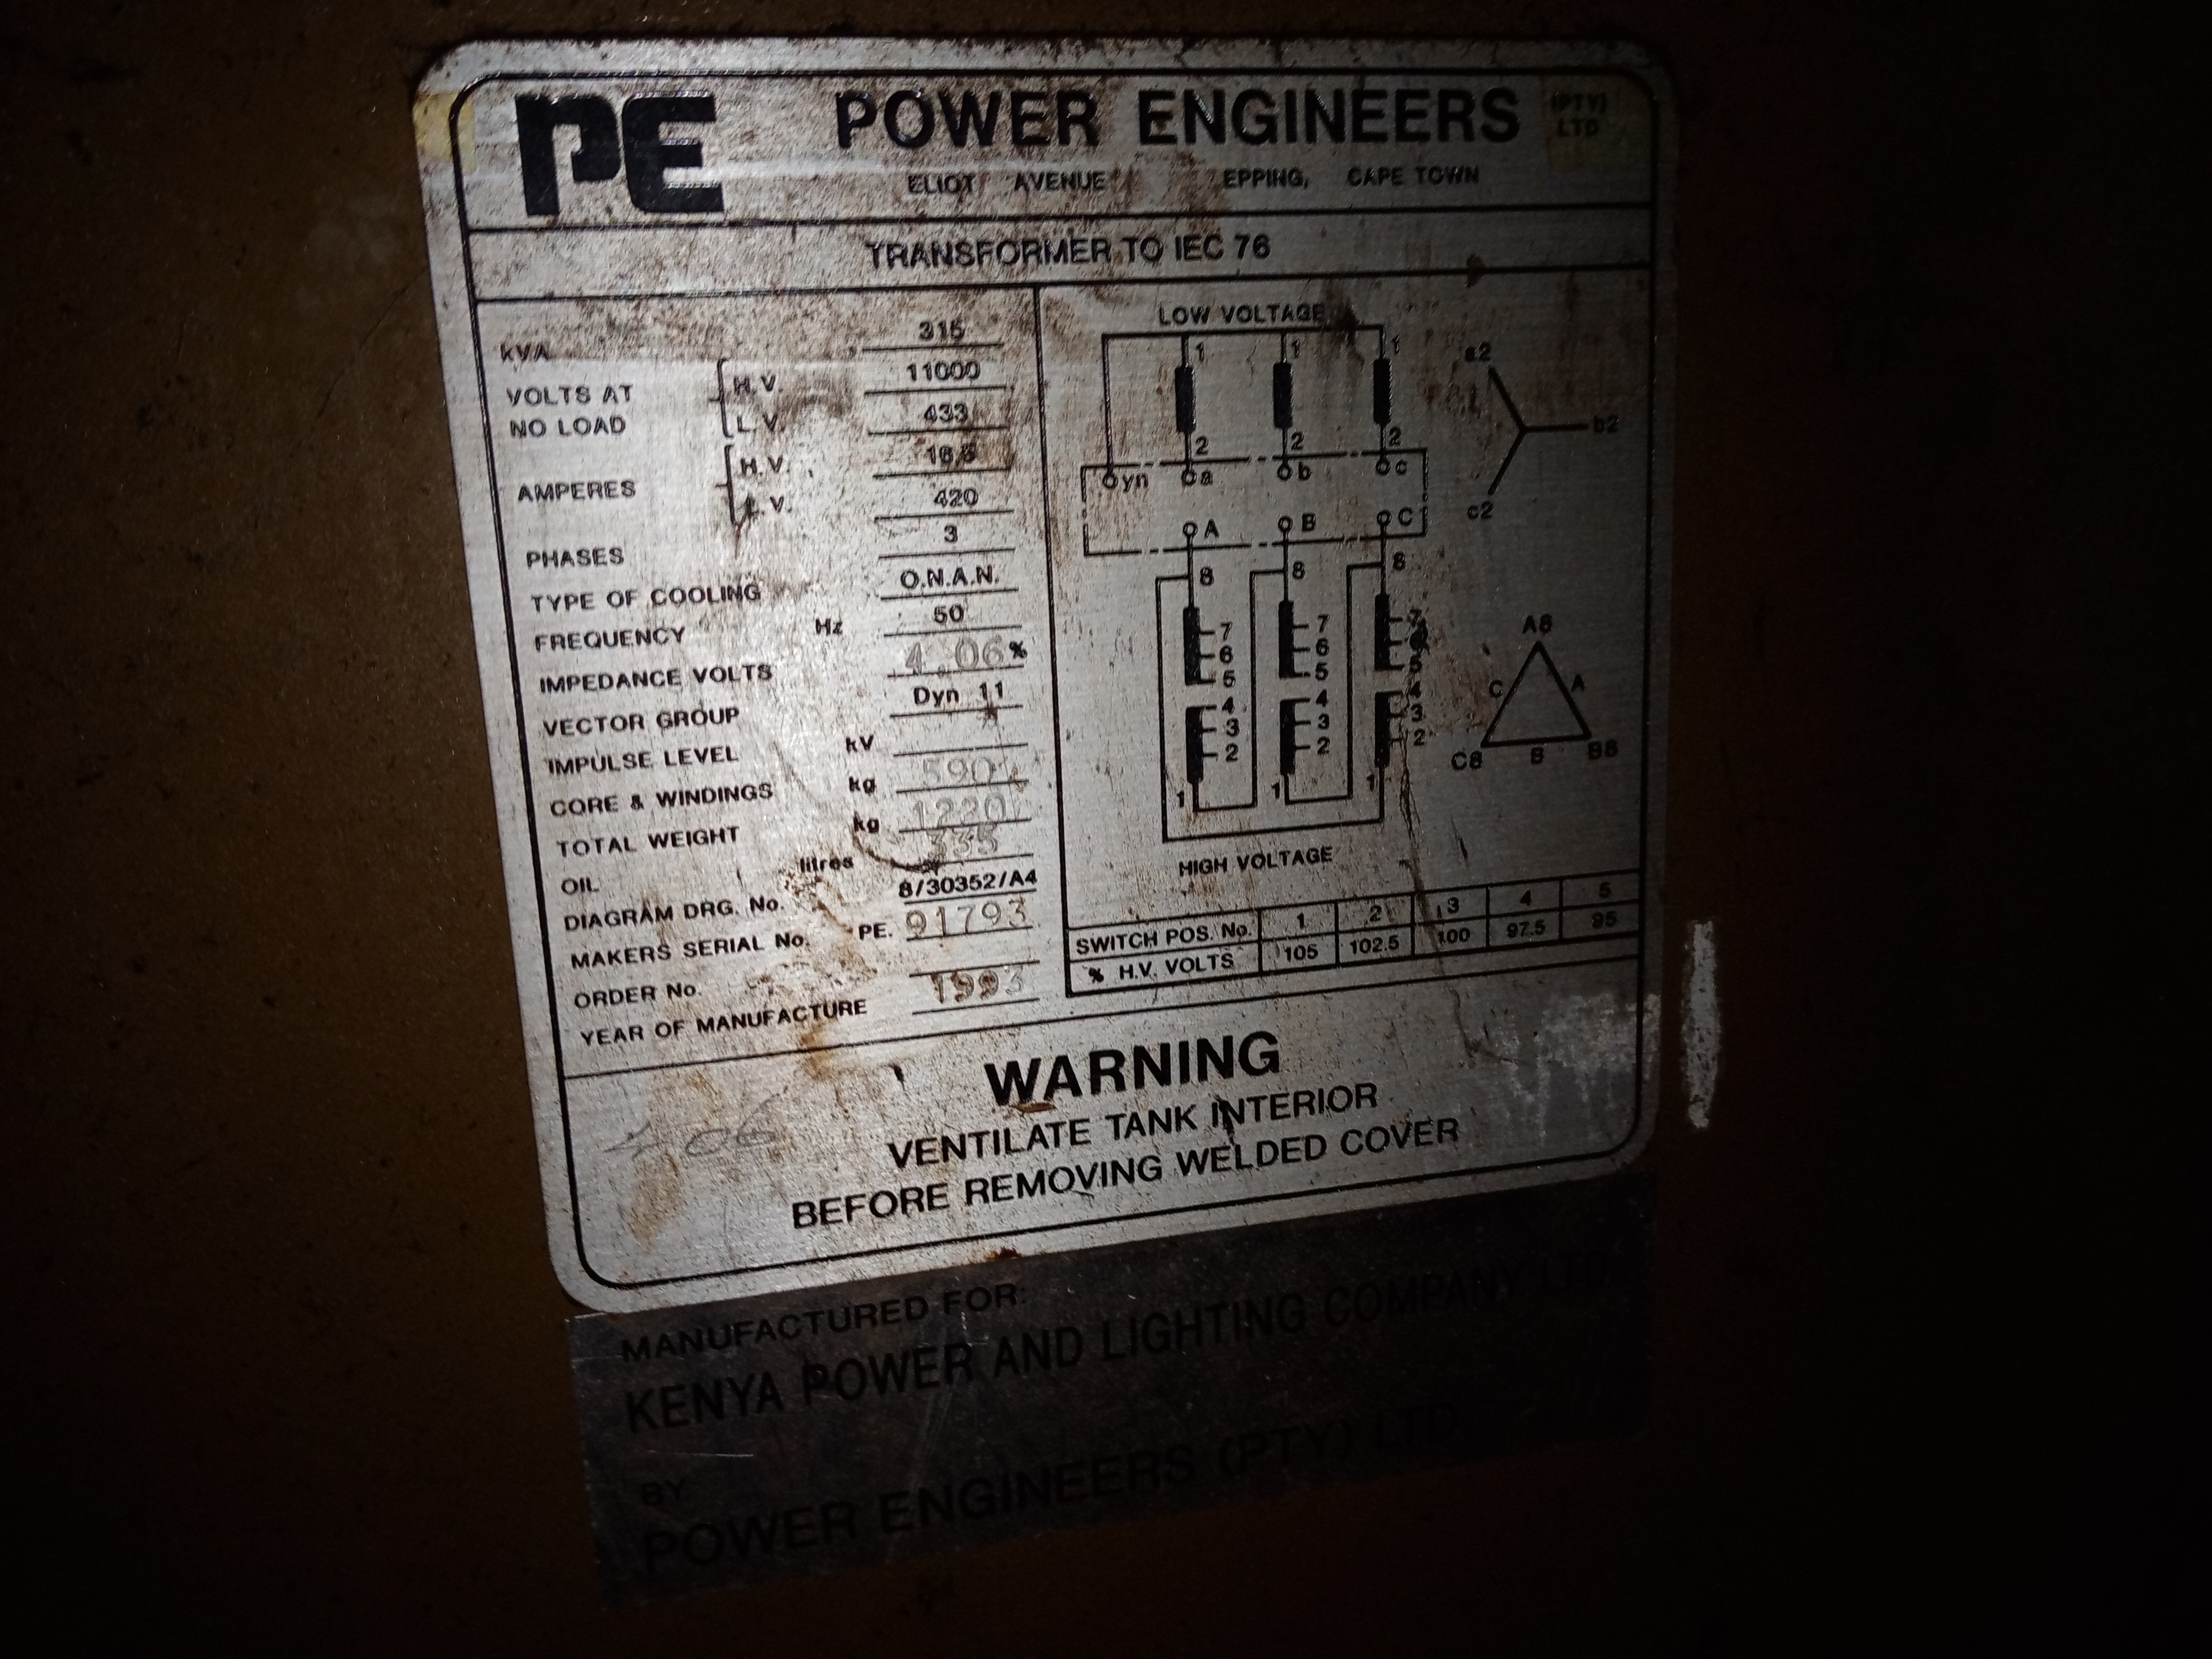 PE POWER ENGINEERS (PTY) LTD
ELIOT AVENUE EPPING, CAPE TOWN
TRANSFORMER TO IEC 76
kVA 315
VOLTS AT NO LOAD H.V 11000
L.V. 433
AMPERES H.V. 16.5
L.V. 420
PHASES 3
TYPE OF COOLING O.N.A.N.
FREQUENCY Hz 50
IMPEDANCE VOLTS 4.06%
VECTOR GROUP Dyn 11
IMPULSE LEVEL kV
CORE & WINDINGS kg 590
TOTAL WEIGHT kg 1220
OIL litres 335
DIAGRAM DRG. No. 8/30352/A4
MAKERS SERIAL No. PE. 91793
ORDER No.
YEAR OF MANUFACTURE 1993
LOW VOLTAGE
1 1 1
2 2 2
yn a b c
a2
b2
c2
A B C
8 8 8
7 7 7
6 6 6
5 5 5
4 4 4
3 3 3
2 2 2
1 1 1
A8
C A
C8 B B8
HIGH VOLTAGE
SWITCH POS. No. 1 2 3 4 5
% H.V. VOLTS 105 102.5 100 97.5 95
WARNING
VENTILATE TANK INTERIOR
BEFORE REMOVING WELDED COVER
MANUFACTURED FOR:
KENYA POWER AND LIGHTING COMPANY LTD
BY
POWER ENGINEERS (PTY) LTD